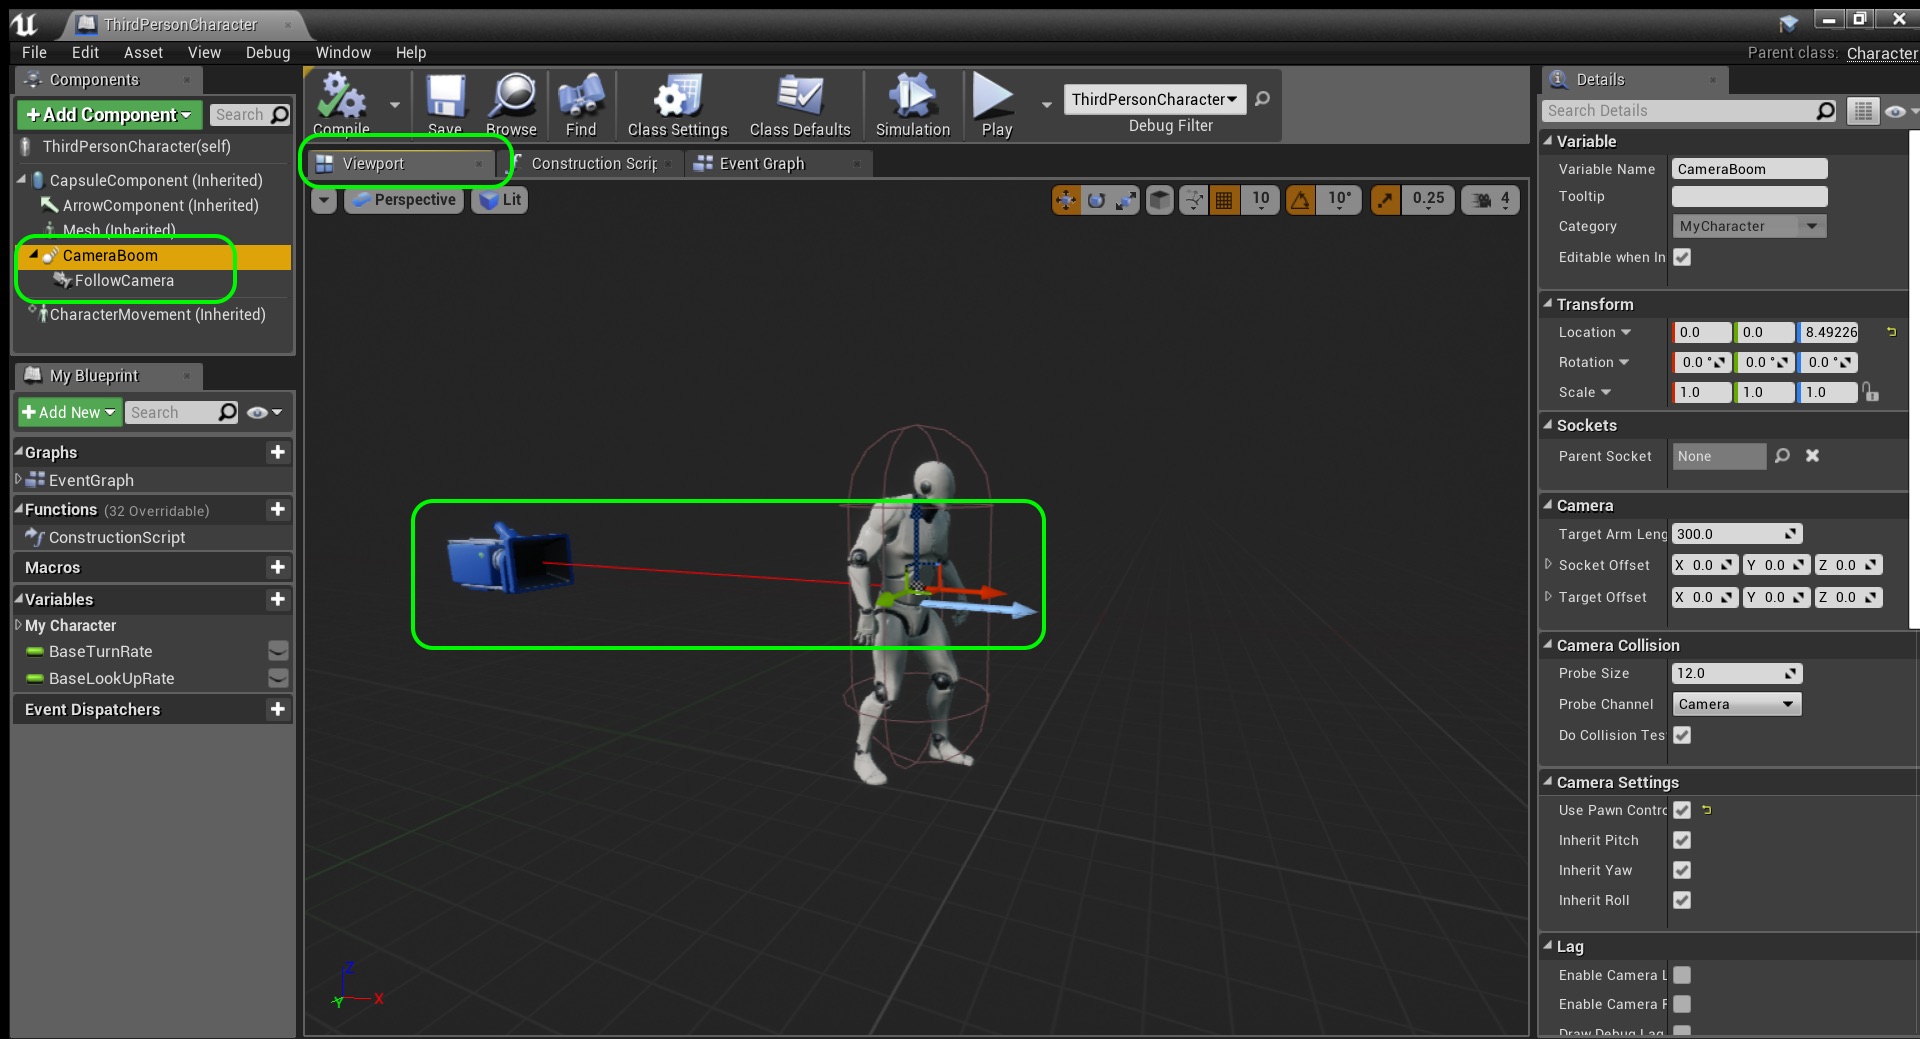 ThirdPersonCharacter
File Edit Asset View Debug Window Help
Parent class: Character
Components
Add Component
Search
ThirdPersonCharacter(self)
CapsuleComponent (Inherited)
ArrowComponent (Inherited)
Mesh (Inherited)
CameraBoom
FollowCamera
CharacterMovement (Inherited)
My Blueprint
Add New
Search
Graphs
EventGraph
Functions (32 Overridable)
ConstructionScript
Macros
Variables
My Character
BaseTurnRate
BaseLookUpRate
Event Dispatchers
Compile
Save
Browse
Find
Class Settings
Class Defaults
Simulation
Play
ThirdPersonCharacter
Debug Filter
Viewport
Construction Scrip
Event Graph
Perspective
Lit
10
10°
0.25
4
Z
Y
X
Details
Search Details
Variable
Variable Name CameraBoom
Tooltip
Category MyCharacter
Editable when In
Transform
Location 0.0 0.0 8.49226
Rotation 0.0 ° 0.0 ° 0.0 °
Scale 1.0 1.0 1.0
Sockets
Parent Socket None
Camera
Target Arm Leng 300.0
Socket Offset X 0.0 Y 0.0 Z 0.0
Target Offset X 0.0 Y 0.0 Z 0.0
Camera Collision
Probe Size 12.0
Probe Channel Camera
Do Collision Tes
Camera Settings
Use Pawn Contro
Inherit Pitch
Inherit Yaw
Inherit Roll
Lag
Enable Camera L
Enable Camera R
Draw Debug Lag